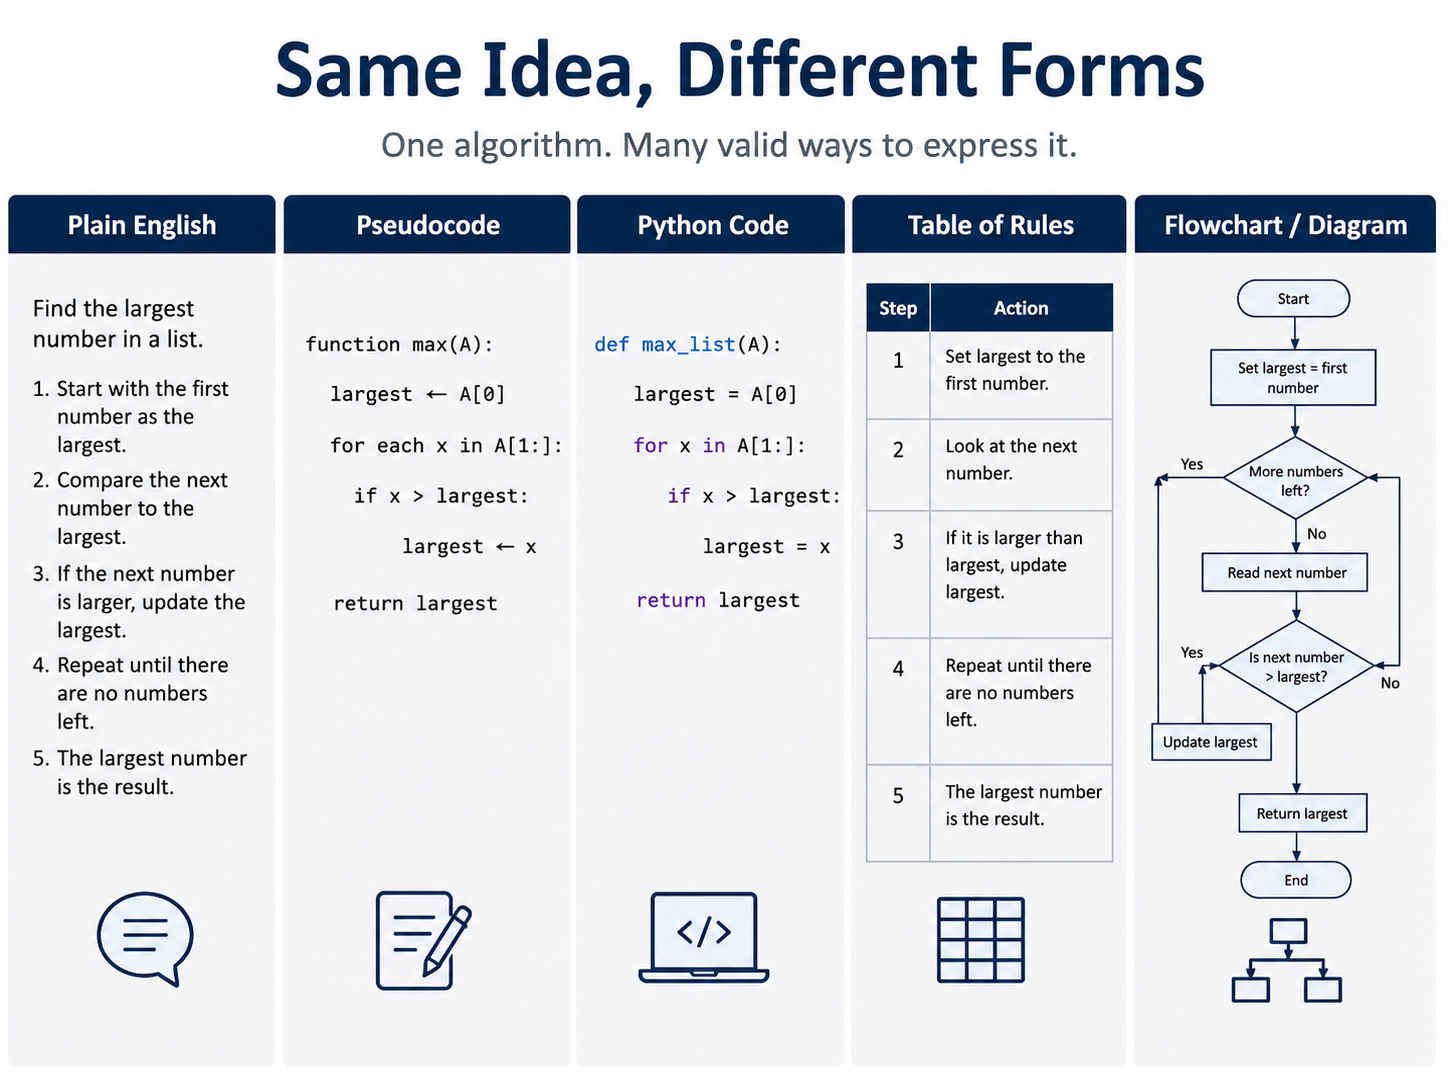 Same Idea, Different Forms
One algorithm. Many valid ways to express it.
Plain English
Find the largest
number in a list.
1. Start with the first
number as the
largest.
2. Compare the next
number to the
largest.
3. If the next number
is larger, update the
largest.
4. Repeat until there
are no numbers
left.
5. The largest number
is the result.
Pseudocode
function max(A):
largest ← A[0]
for each x in A[1:]:
if x > largest:
largest ← x
return largest
Python Code
def max_list(A):
largest = A[0]
for x in A[1:]:
if x > largest:
largest = x
return largest
</>
Table of Rules
Step Action
1 Set largest to the
first number.
2 Look at the next
number.
3 If it is larger than
largest, update
largest.
4 Repeat until there
are no numbers
left.
5 The largest number
is the result.
Flowchart / Diagram
Start
Set largest = first
number
More numbers
left?
Yes
No
Read next number
Is next number
> largest?
Yes
No
Update largest
Return largest
End